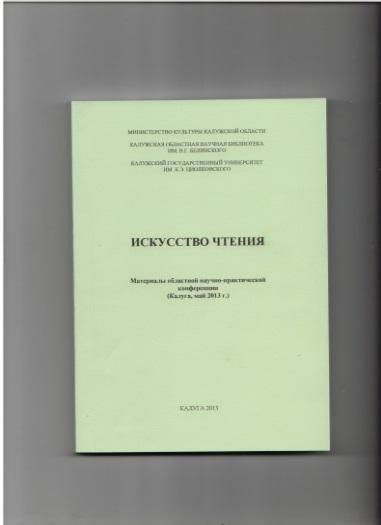 МИНИСТЕРСТВО КУЛЬТУРЫ КАЛУЖСКОЙ ОБЛАСТИ
КАЛУЖСКАЯ ОБЛАСТНАЯ НАУЧНАЯ БИБЛИОТЕКА
ИМ. В.Г. БЕЛИНСКОГО
КАЛУЖСКИЙ ГОСУДАРСТВЕННЫЙ УНИВЕРСИТЕТ
ИМ. К.Э. ЦИОЛКОВСКОГО
ИСКУССТВО ЧТЕНИЯ
Материалы областной научно-практической
конференции
(Калуга, май 2013 г.)
КАЛУГА 2013